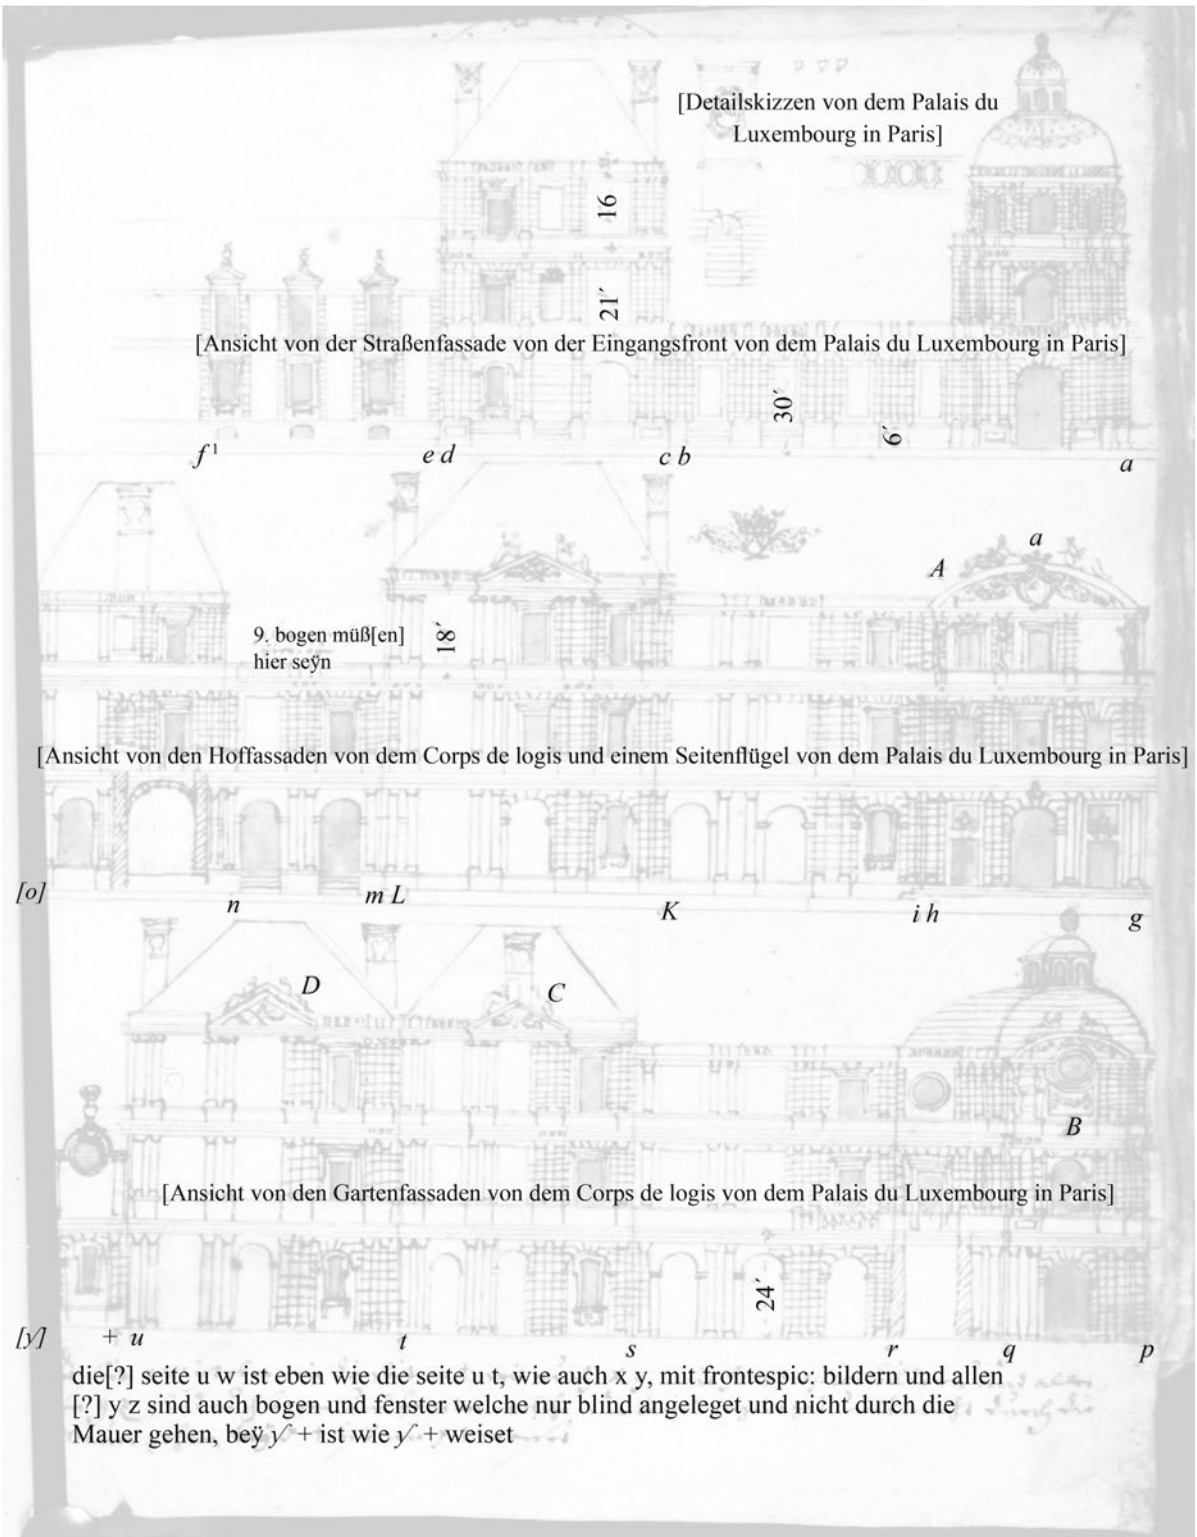 [Detailskizzen von dem Palais du
Luxembourg in Paris]
16
21´
[Ansicht von der Straßenfassade von der Eingangsfront von dem Palais du Luxembourg in Paris]
30´
6´
f 1
e d
c b
a
a
A
9. bogen müß[en]
hier seÿn
18´
[Ansicht von den Hoffassaden von dem Corps de logis und einem Seitenflügel von dem Palais du Luxembourg in Paris]
[o]
n
m L
K
i h
g
D
C
B
[Ansicht von den Gartenfassaden von dem Corps de logis von dem Palais du Luxembourg in Paris]
24´
[y]
+ u
t
s
r
q
p
die[?] seite u w ist eben wie die seite u t, wie auch x y, mit frontespic: bildern und allen
[?] y z sind auch bogen und fenster welche nur blind angeleget und nicht durch die
Mauer gehen, beÿ y + ist wie y + weiset